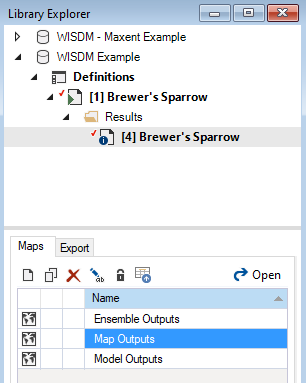 Library Explorer
WISDM - Maxent Example
WISDM Example
Definitions
[1] Brewer's Sparrow
Results
[4] Brewer's Sparrow
Maps Export
Open
Name
Ensemble Outputs
Map Outputs
Model Outputs